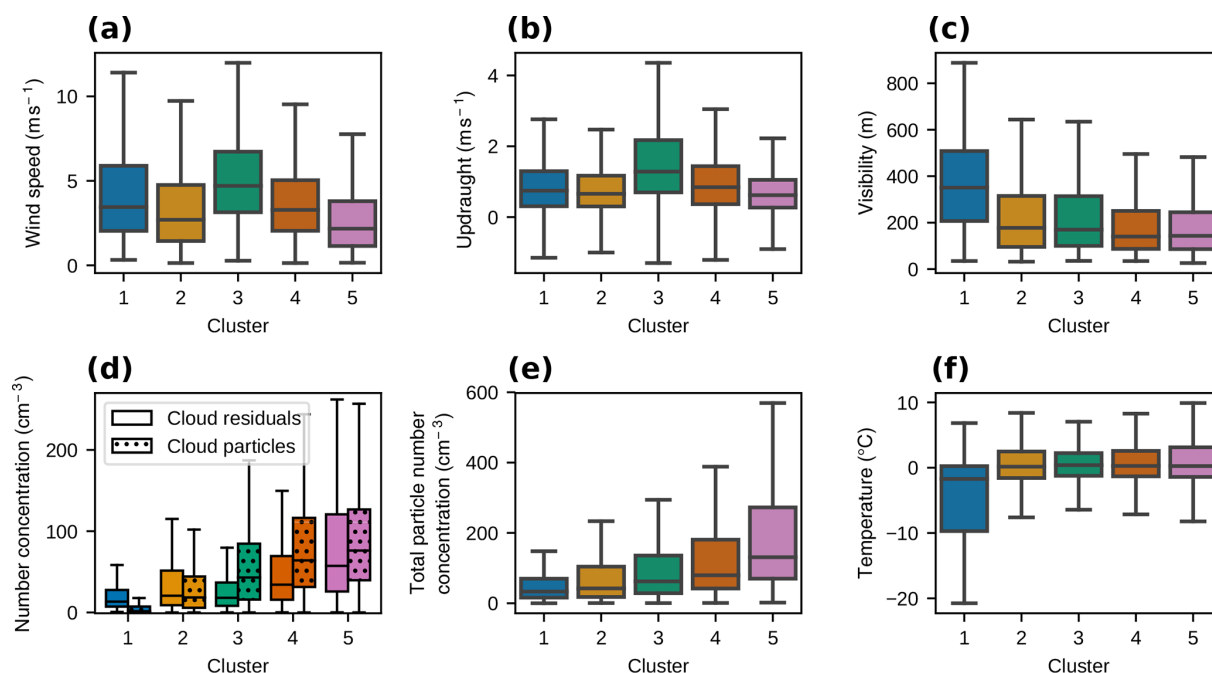 (a)
Wind speed (m s⁻¹)
10
5
0
1 2 3 4 5
Cluster
(b)
Updraught (m s⁻¹)
4
2
0
1 2 3 4 5
Cluster
(c)
Visibility (m)
800
600
400
200
0
1 2 3 4 5
Cluster
(d)
Number concentration (cm⁻³)
200
100
0
Cloud residuals
Cloud particles
1 2 3 4 5
Cluster
(e)
Total particle number
concentration (cm⁻³)
600
400
200
0
1 2 3 4 5
Cluster
(f)
Temperature (°C)
10
0
−10
−20
1 2 3 4 5
Cluster